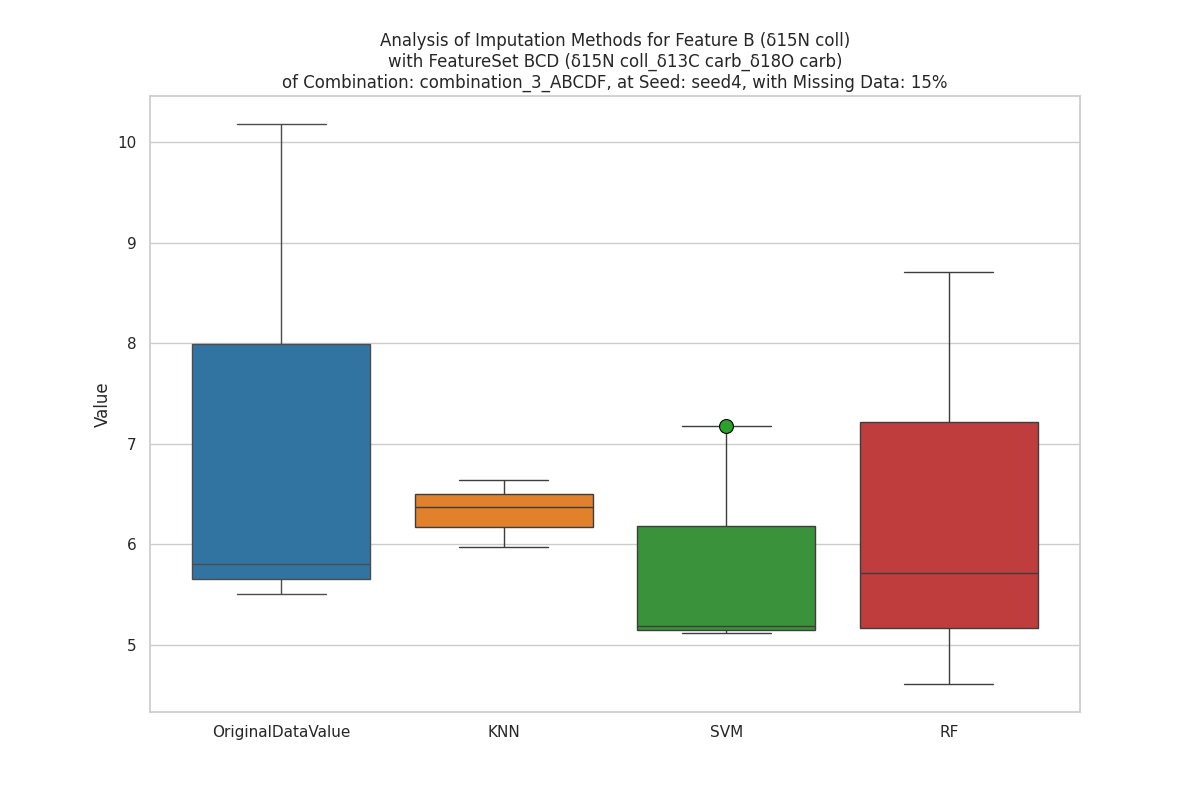 Analysis of Imputation Methods for Feature B (δ15N coll)
with FeatureSet BCD (δ15N coll_δ13C carb_δ18O carb)
of Combination: combination_3_ABCDF, at Seed: seed4, with Missing Data: 15%
10
9
8
7
6
5
Value
OriginalDataValue
KNN
SVM
RF